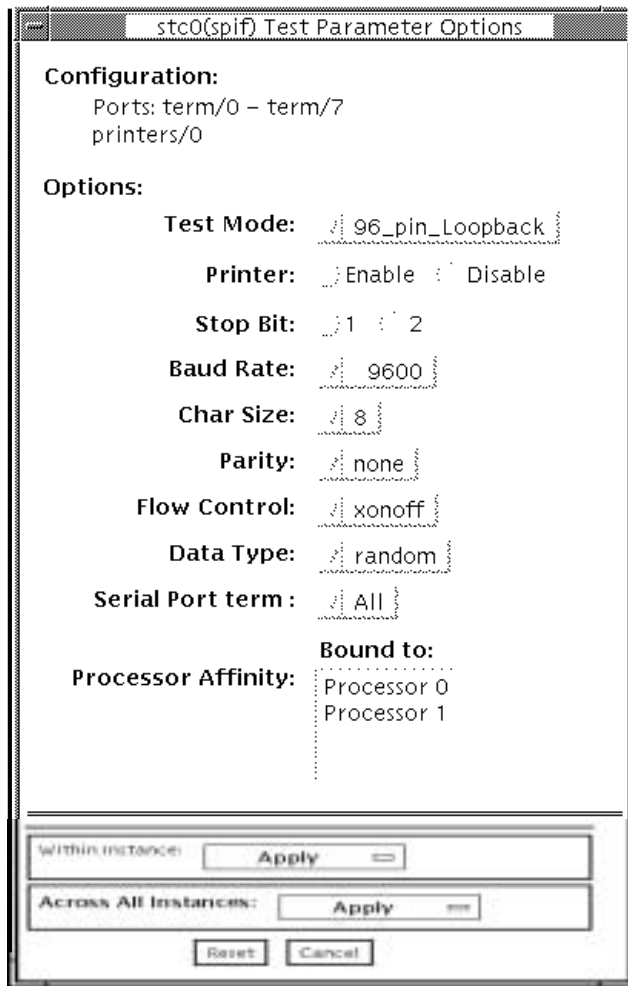 stc0(spif) Test Parameter Options
Configuration:
Ports: term/0 – term/7
printers/0
Options:
Test Mode: 96_pin_Loopback
Printer: Enable Disable
Stop Bit: 1 2
Baud Rate: 9600
Char Size: 8
Parity: none
Flow Control: xonoff
Data Type: random
Serial Port term : All
Bound to:
Processor Affinity: Processor 0
Processor 1
Within instance: Apply
Across All Instances: Apply
Reset Cancel